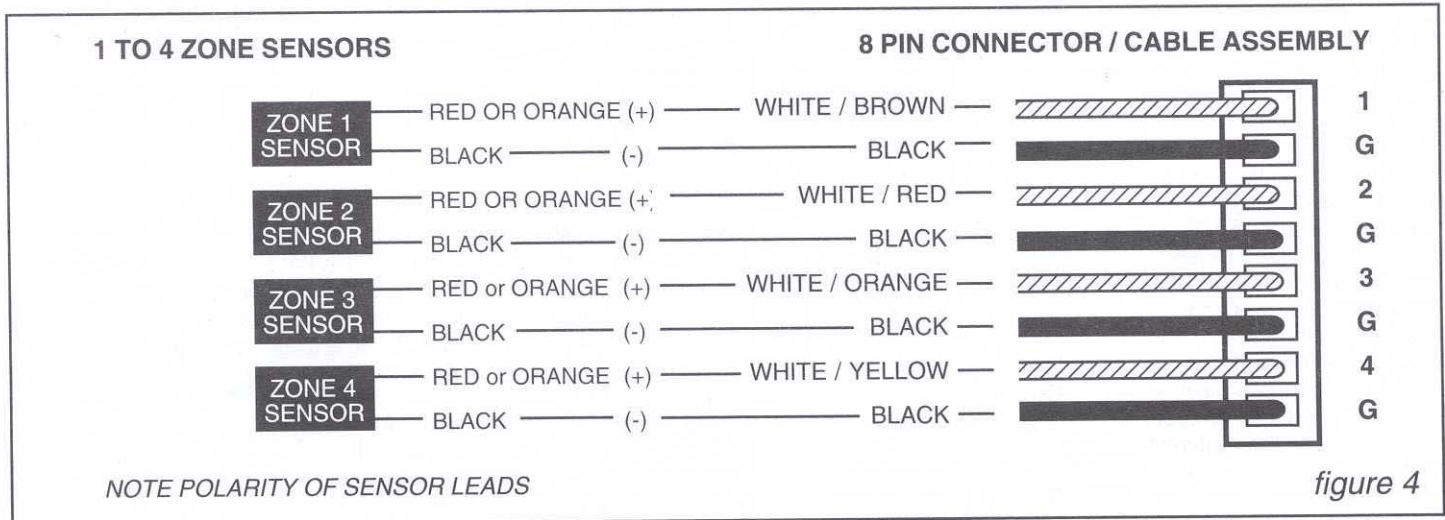 1 TO 4 ZONE SENSORS
8 PIN CONNECTOR / CABLE ASSEMBLY
ZONE 1
SENSOR
RED OR ORANGE (+)
WHITE / BROWN
1
BLACK
(-)
BLACK
G
ZONE 2
SENSOR
RED OR ORANGE (+)
WHITE / RED
2
BLACK
(-)
BLACK
G
ZONE 3
SENSOR
RED or ORANGE (+)
WHITE / ORANGE
3
BLACK
(-)
BLACK
G
ZONE 4
SENSOR
RED or ORANGE (+)
WHITE / YELLOW
4
BLACK
(-)
BLACK
G
NOTE POLARITY OF SENSOR LEADS
figure 4